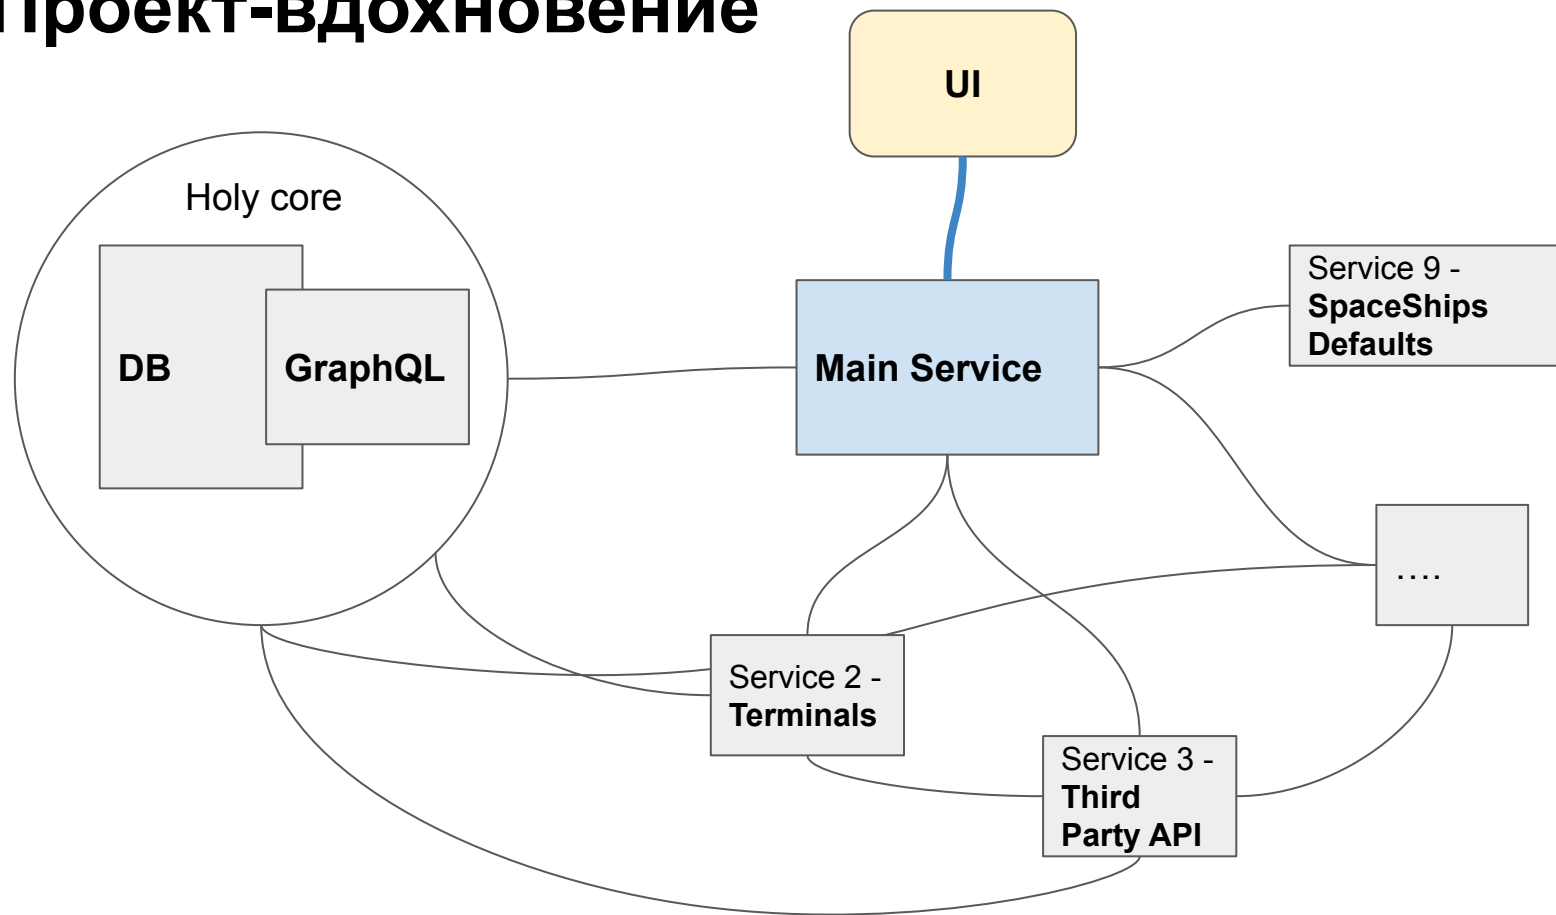 Проект-вдохновение
UI
Holy core
DB
GraphQL
Main Service
Service 9 -
SpaceShips
Defaults
....
Service 2 -
Terminals
Service 3 -
Third
Party API